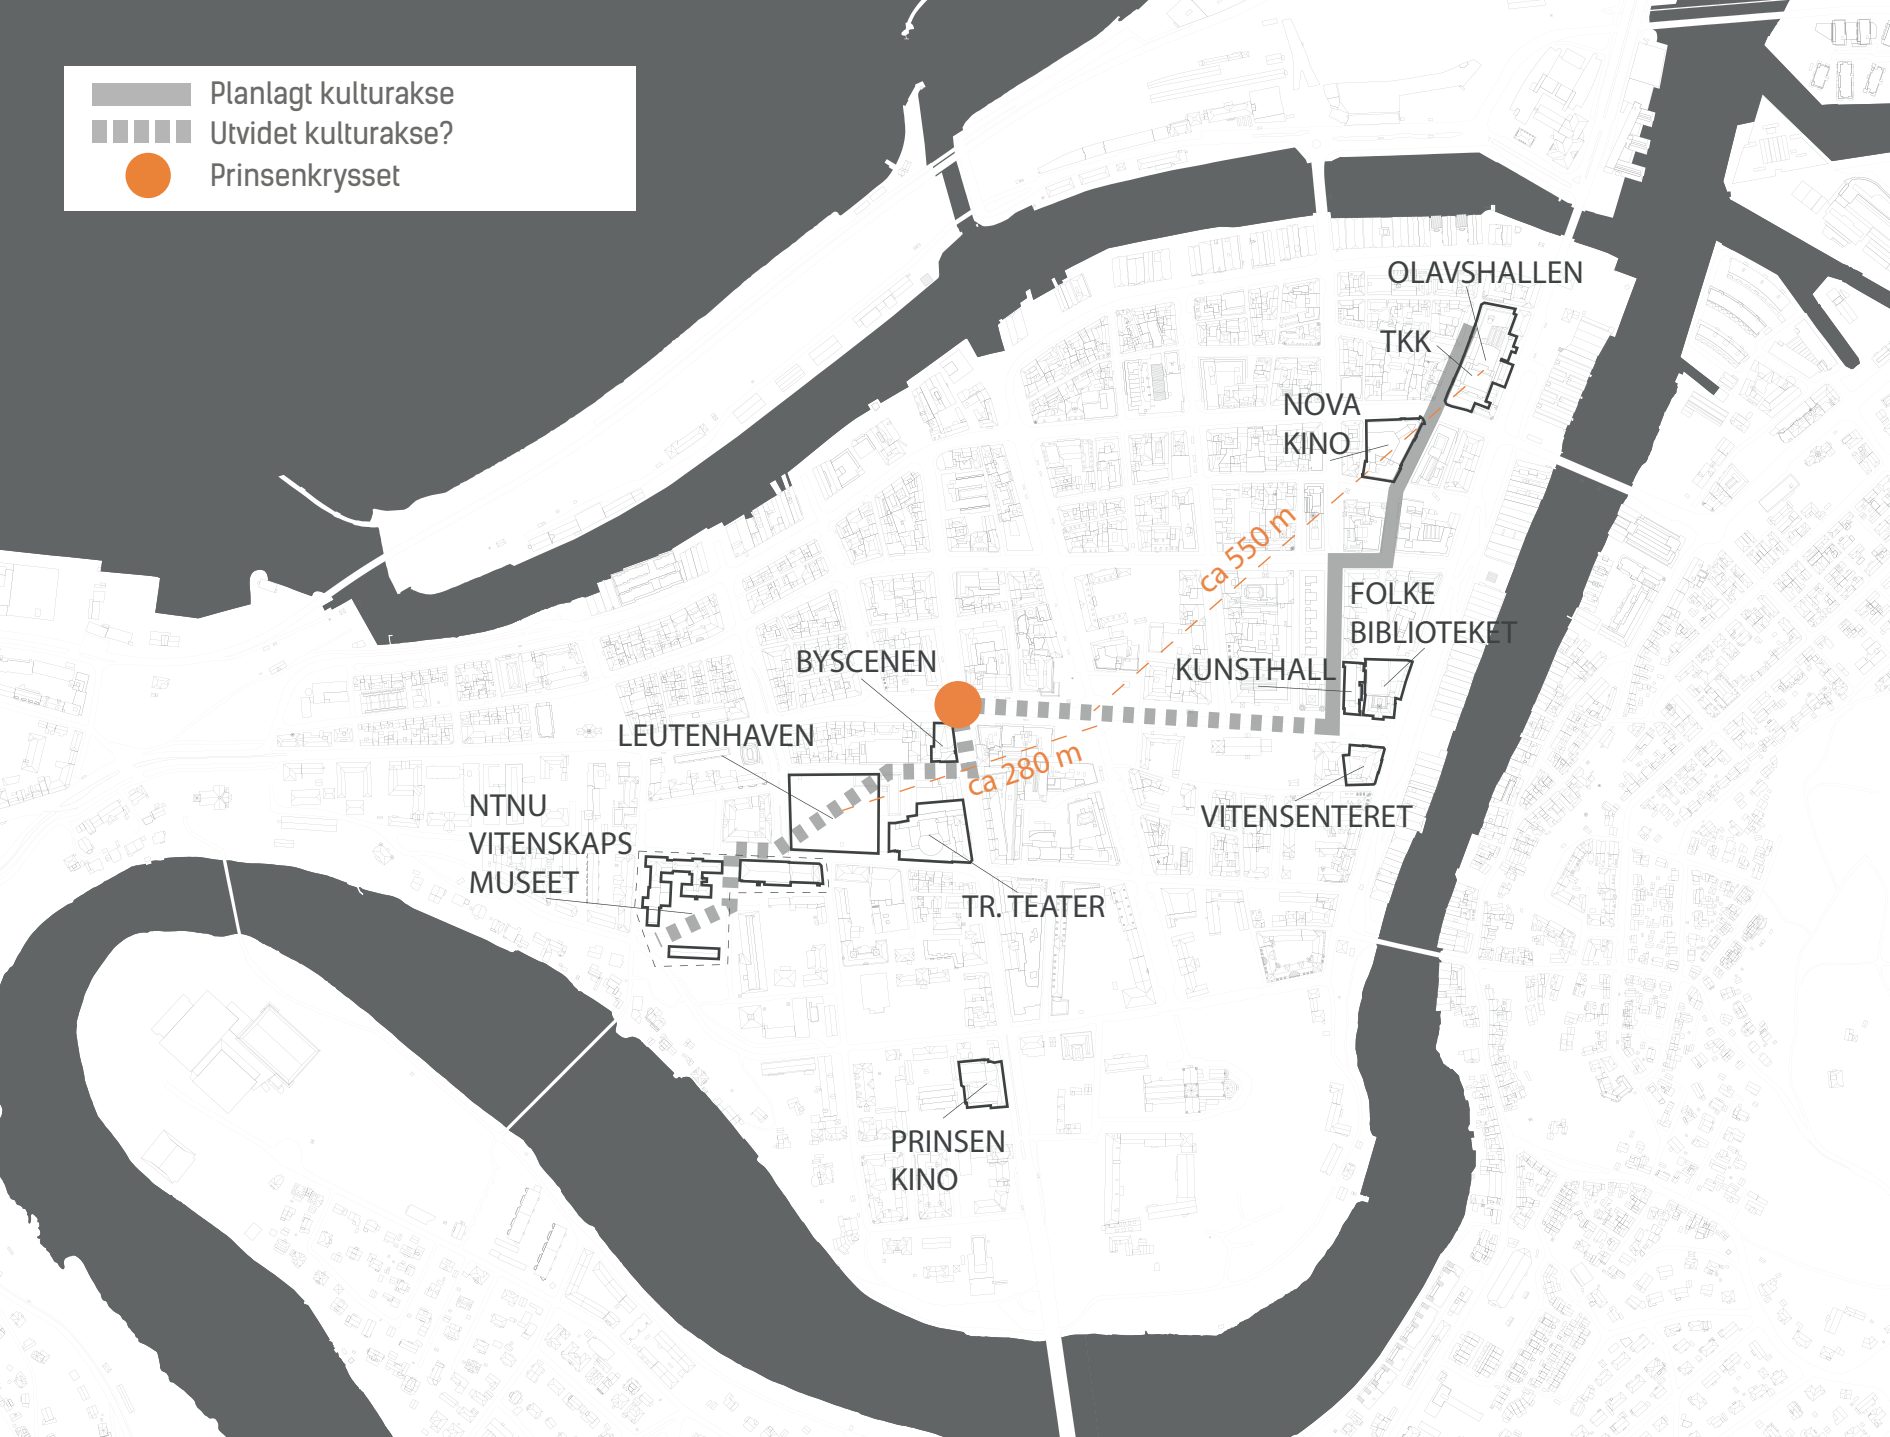 Planlagt kulturakse
Utvidet kulturakse?
Prinsenkrysset
OLAVSHALLEN
TKK
NOVA
KINO
ca 550 m
FOLKE
BIBLIOTEKET
KUNSTHALL
BYSCENEN
LEUTENHAVEN
ca 280 m
NTNU
VITENSKAPS
MUSEET
VITENSENTERET
TR. TEATER
PRINSEN
KINO